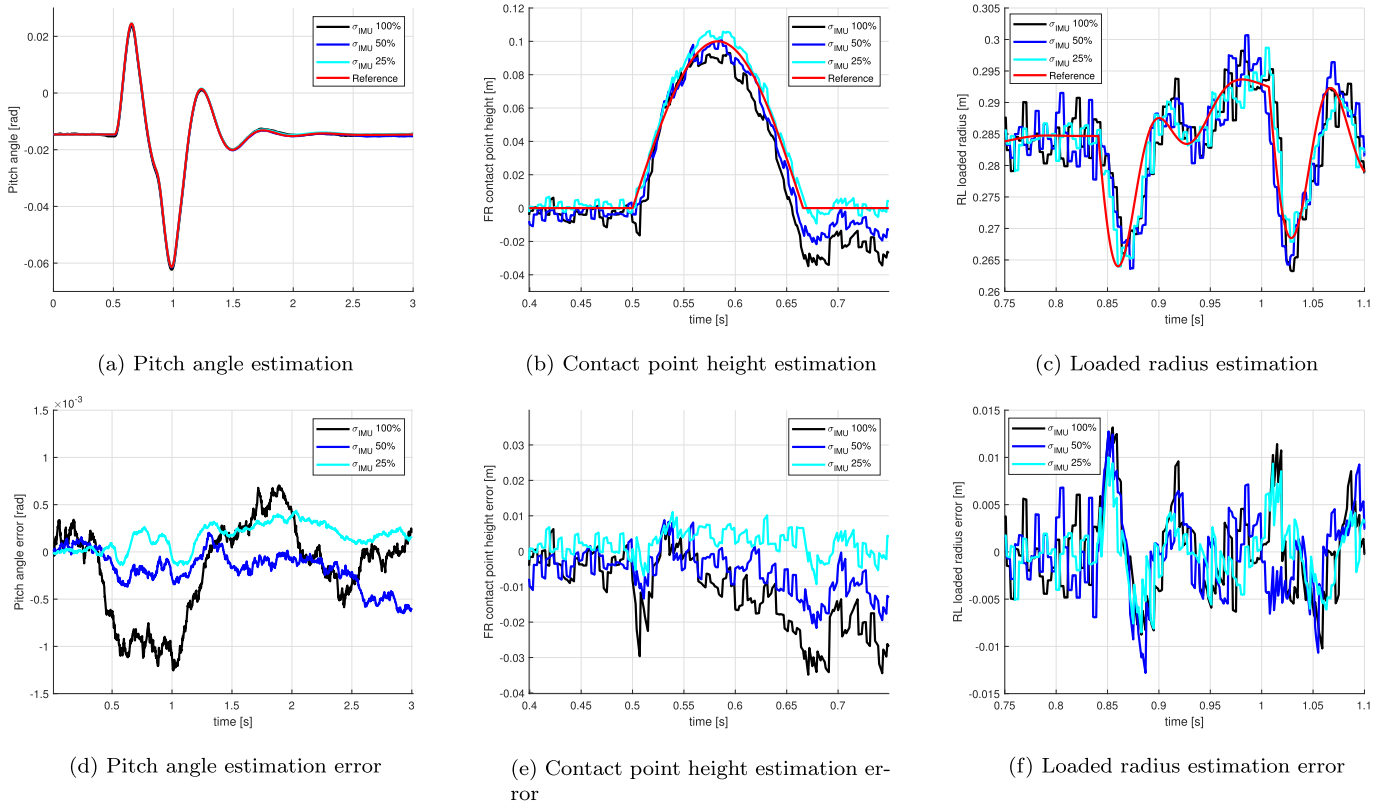 0.02
0
-0.02
-0.04
-0.06
Pitch angle [rad]
0 0.5 1 1.5 2 2.5 3
time [s]
σIMU 100%
σIMU 50%
σIMU 25%
Reference
(a) Pitch angle estimation
0.12
0.1
0.08
0.06
0.04
0.02
0
-0.02
-0.04
FR contact point height [m]
0.4 0.45 0.5 0.55 0.6 0.65 0.7
time [s]
σIMU 100%
σIMU 50%
σIMU 25%
Reference
(b) Contact point height estimation
0.305
0.3
0.295
0.29
0.285
0.28
0.275
0.27
0.265
0.26
RL loaded radius [m]
0.75 0.8 0.85 0.9 0.95 1 1.05 1.1
time [s]
σIMU 100%
σIMU 50%
σIMU 25%
Reference
(c) Loaded radius estimation
×10-3
1.5
1
0.5
0
-0.5
-1
-1.5
Pitch angle error [rad]
0.5 1 1.5 2 2.5 3
time [s]
σIMU 100%
σIMU 50%
σIMU 25%
(d) Pitch angle estimation error
0.03
0.02
0.01
0
-0.01
-0.02
-0.03
-0.04
FR contact point height error [m]
0.4 0.45 0.5 0.55 0.6 0.65 0.7
time [s]
σIMU 100%
σIMU 50%
σIMU 25%
(e) Contact point height estimation er-
ror
0.015
0.01
0.005
0
-0.005
-0.01
-0.015
RL loaded radius error [m]
0.75 0.8 0.85 0.9 0.95 1 1.05 1.1
time [s]
σIMU 100%
σIMU 50%
σIMU 25%
(f) Loaded radius estimation error